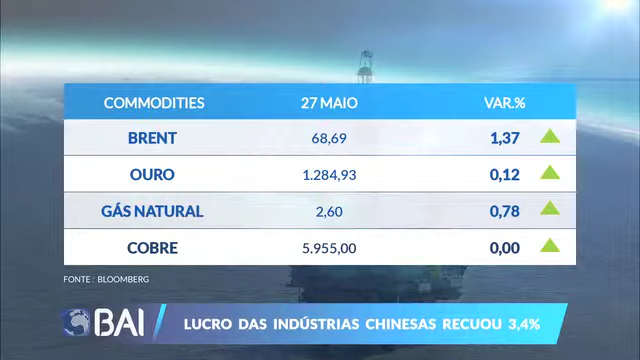 COMMODITIES 27 MAIO VAR.%
BRENT 68,69 1,37
OURO 1.284,93 0,12
GÁS NATURAL 2,60 0,78
COBRE 5.955,00 0,00
FONTE : BLOOMBERG
BAI LUCRO DAS INDÚSTRIAS CHINESAS RECUOU 3,4%